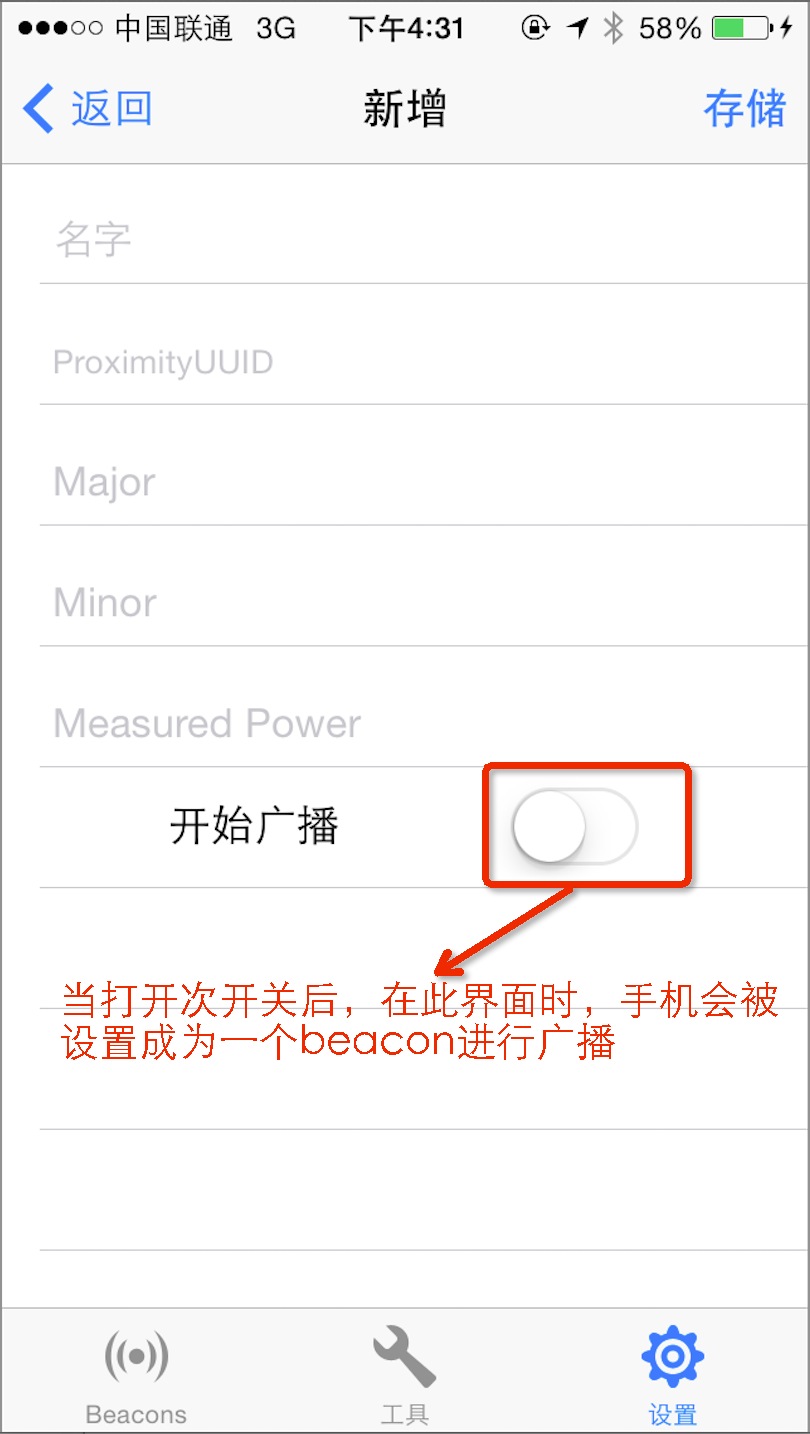 中国联通 3G 下午4:31 58%
返回 新增 存储
名字
ProximityUUID
Major
Minor
Measured Power
开始广播
当打开次开关后，在此界面时，手机会被
设置成为一个beacon进行广播
Beacons 工具 设置